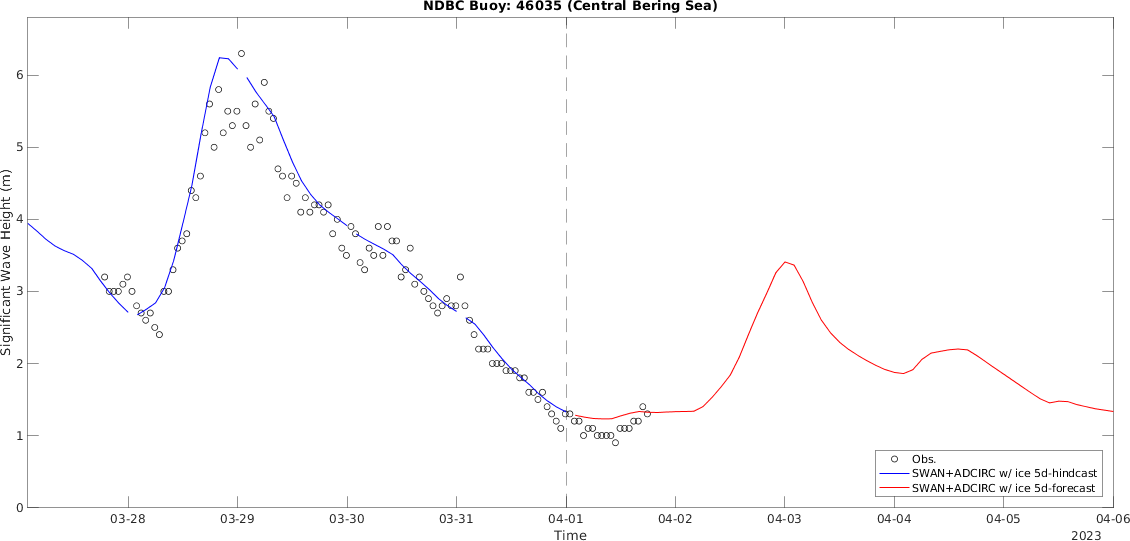 NDBC Buoy: 46035 (Central Bering Sea)
Significant Wave Height (m)
6
5
4
3
2
1
0
Obs.
SWAN+ADCIRC w/ ice 5d-hindcast
SWAN+ADCIRC w/ ice 5d-forecast
03-28 03-29 03-30 03-31 04-01 04-02 04-03 04-04 04-05 04-06
Time
2023